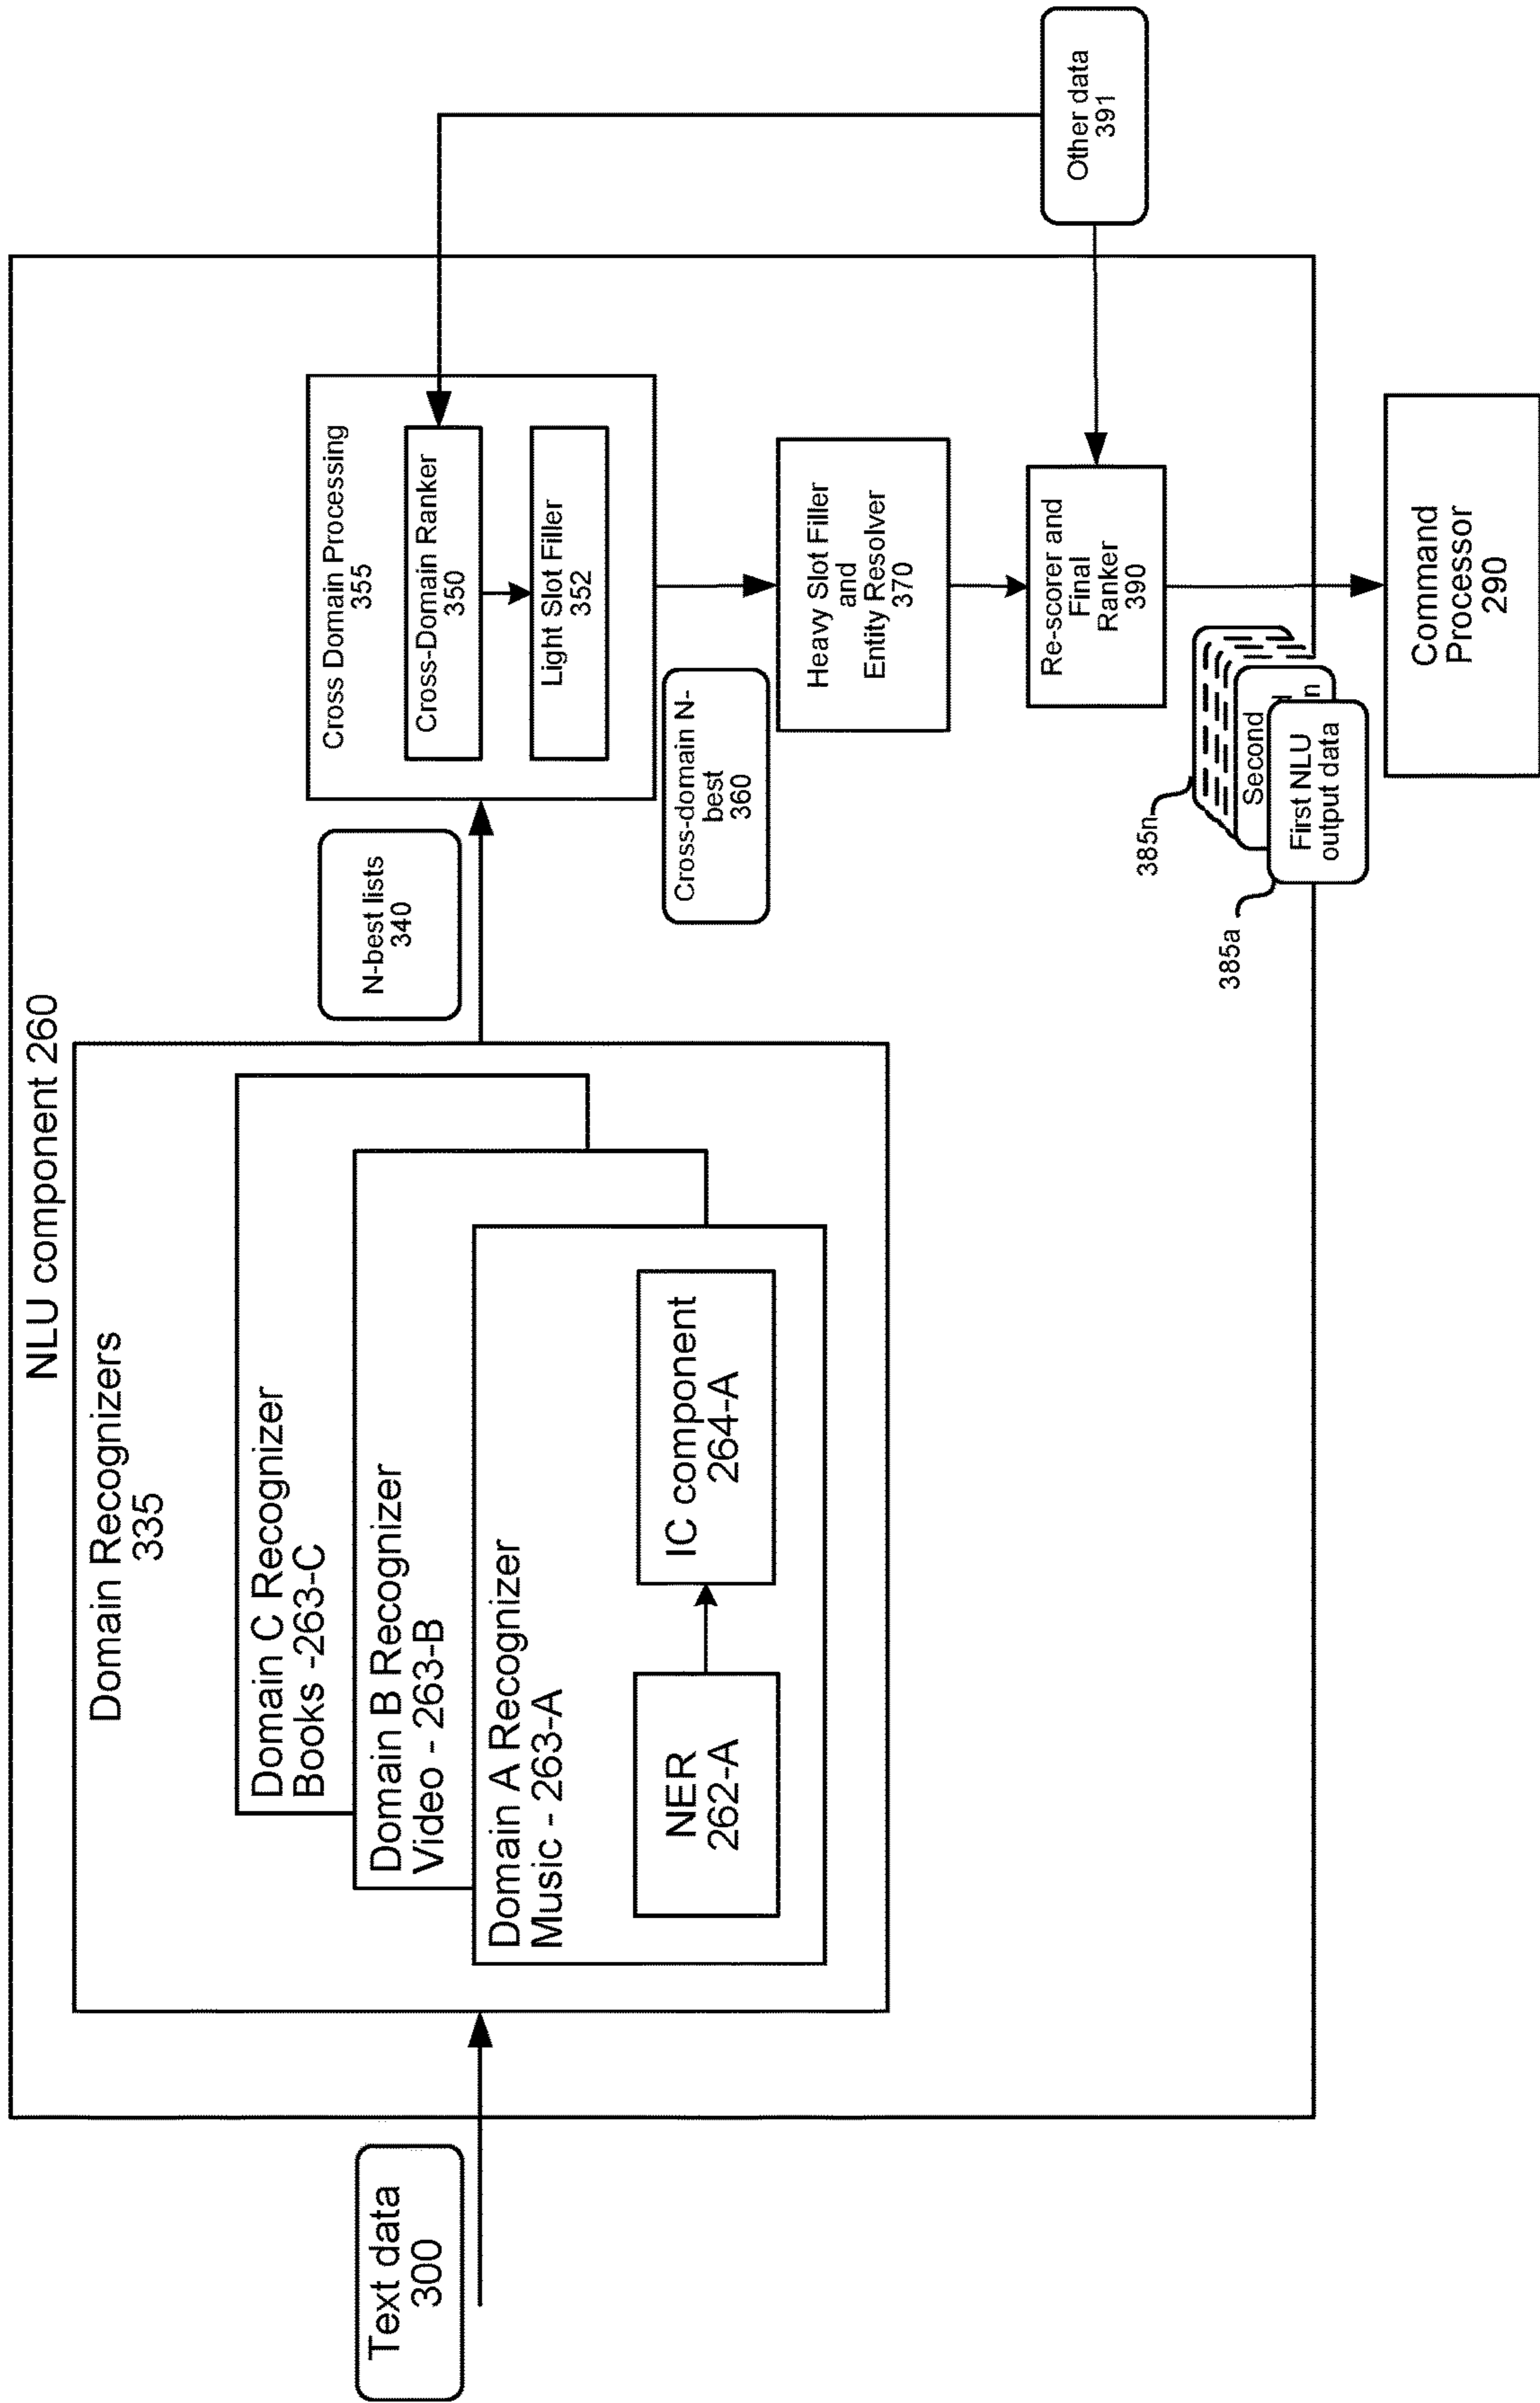 NLU component 260
Text data
300
Domain Recognizers
335
Domain C Recognizer
Books -263-C
Domain B Recognizer
Video - 263-B
Domain A Recognizer
Music - 263-A
NER
262-A
IC component
264-A
N-best lists
340
Cross Domain Processing
355
Cross-Domain Ranker
350
Light Slot Filler
352
Cross-domain N-
best
360
Heavy Slot Filler
and
Entity Resolver
370
Re-scorer and
Final
Ranker
390
Other data
391
385n
385a
Second
n
First NLU
output data
Command
Processor
290